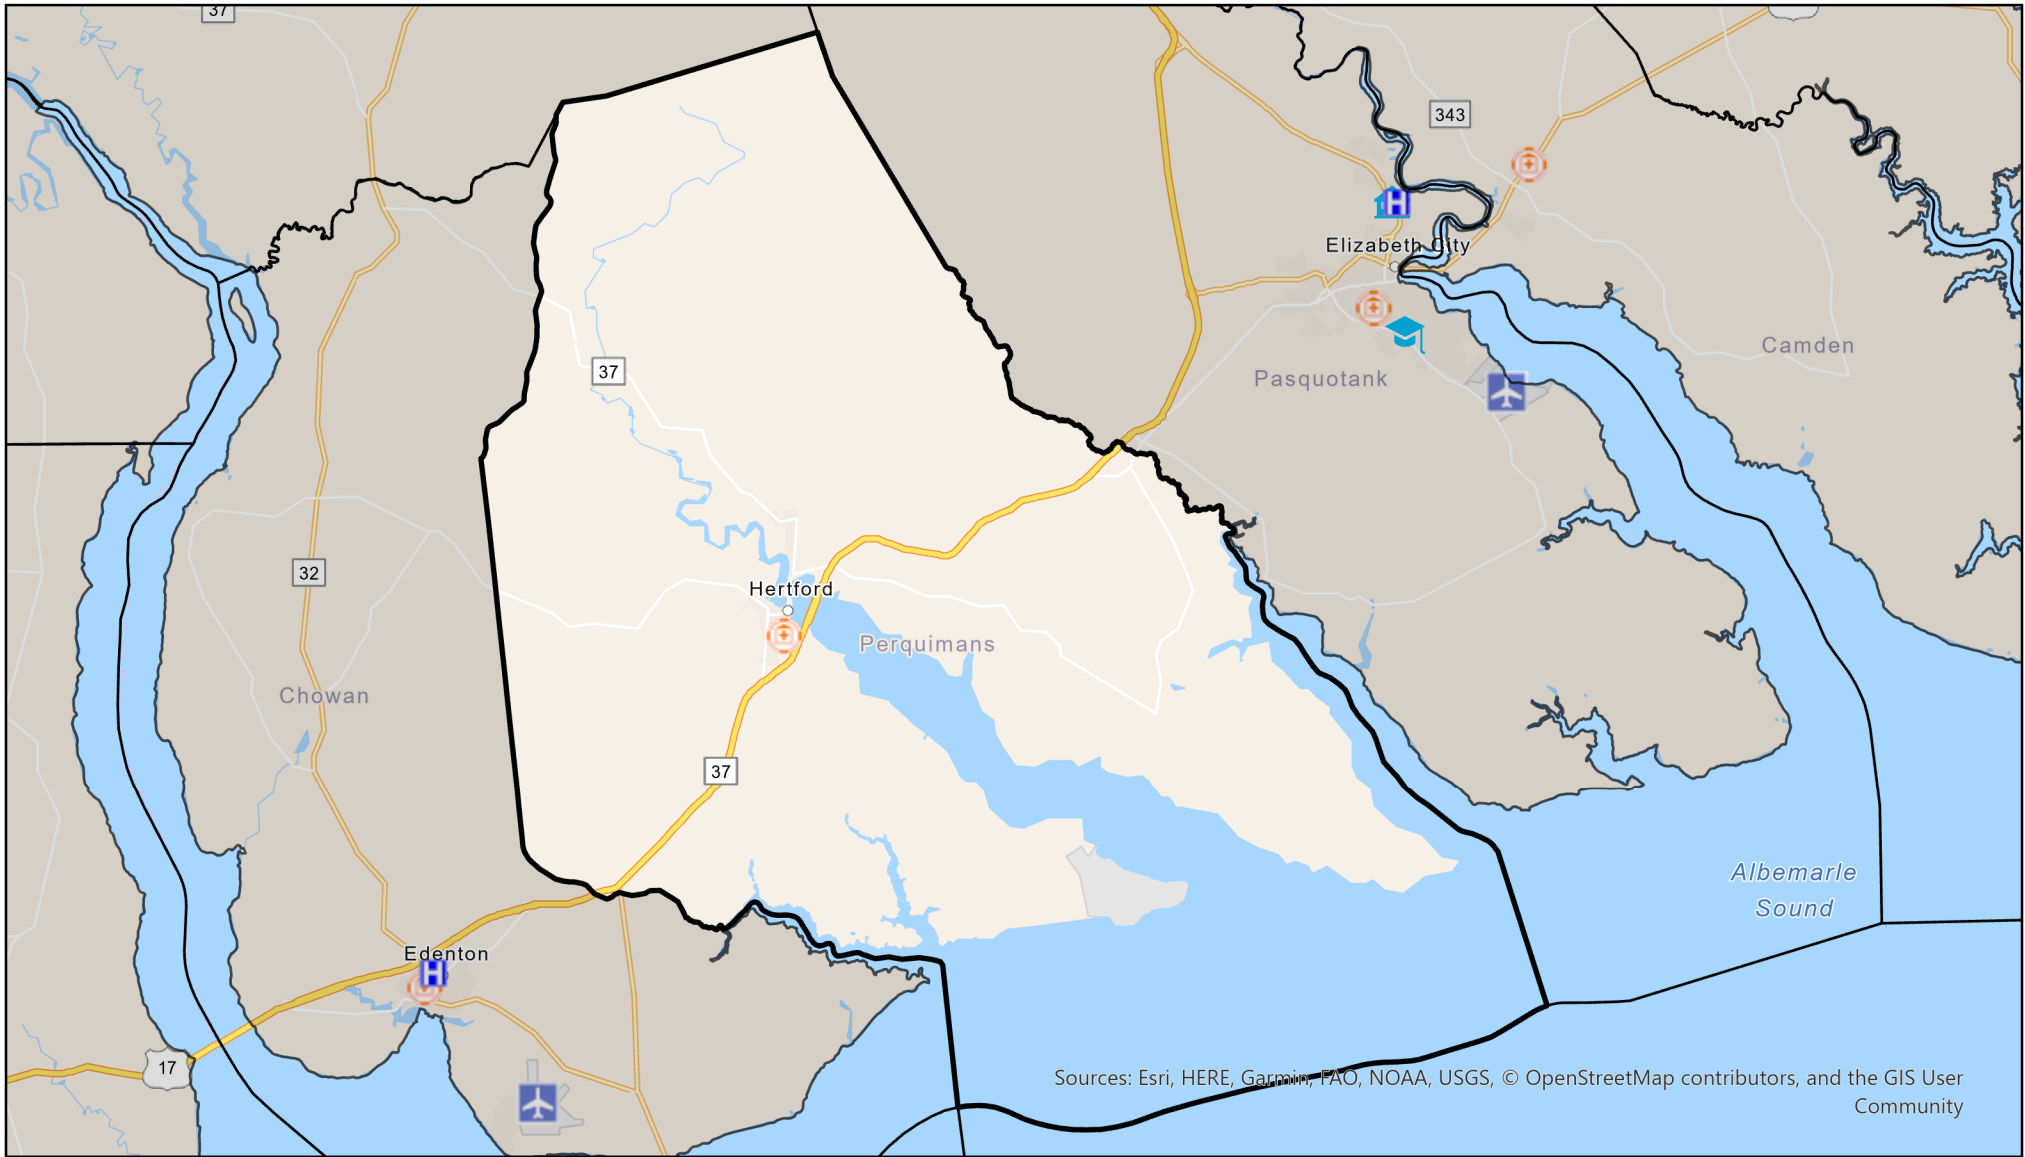 37
343
Elizabeth City
H
Camden
37
Pasquotank
32
Hertford
Perquimans
Chowan
37
Albemarle
Sound
Edenton
H
17
Sources: Esri, HERE, Garmin, FAO, NOAA, USGS, © OpenStreetMap contributors, and the GIS User
Community